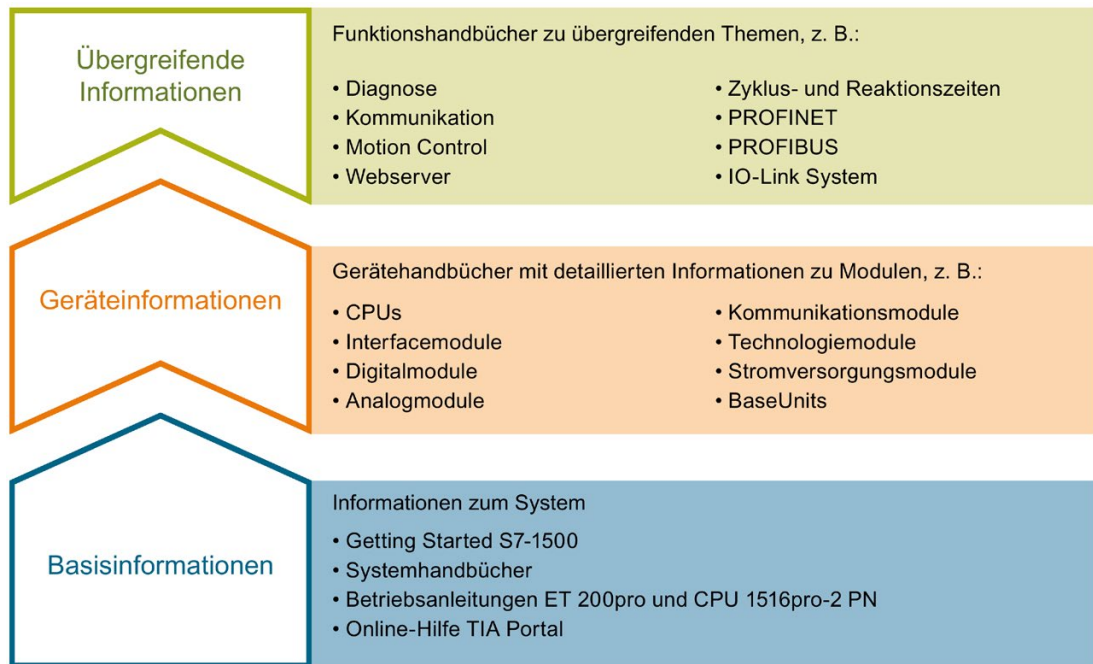 Übergreifende
Informationen
Funktionshandbücher zu übergreifenden Themen, z. B.:
• Diagnose
• Kommunikation
• Motion Control
• Webserver
• Zyklus- und Reaktionszeiten
• PROFINET
• PROFIBUS
• IO-Link System
Geräteinformationen
Gerätehandbücher mit detaillierten Informationen zu Modulen, z. B.:
• CPUs
• Interfacemodule
• Digitalmodule
• Analogmodule
• Kommunikationsmodule
• Technologiemodule
• Stromversorgungsmodule
• BaseUnits
Basisinformationen
Informationen zum System
• Getting Started S7-1500
• Systemhandbücher
• Betriebsanleitungen ET 200pro und CPU 1516pro-2 PN
• Online-Hilfe TIA Portal